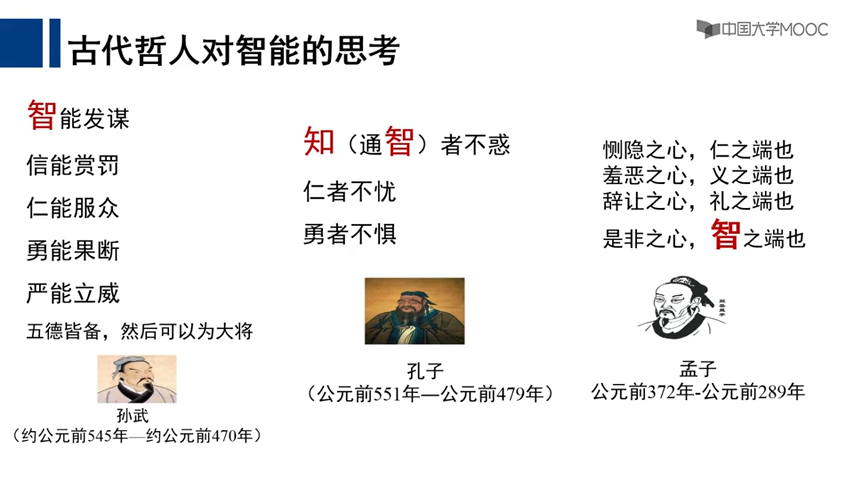 古代哲人对智能的思考
中国大学MOOC
智能发谋
信能赏罚
仁能服众
勇能果断
严能立威
五德皆备，然后可以为大将
孙武
（约公元前545年—约公元前470年）
知（通智）者不惑
仁者不忧
勇者不惧
孔子
（公元前551年—公元前479年）
恻隐之心，仁之端也
羞恶之心，义之端也
辞让之心，礼之端也
是非之心，智之端也
孟子
公元前372年-公元前289年